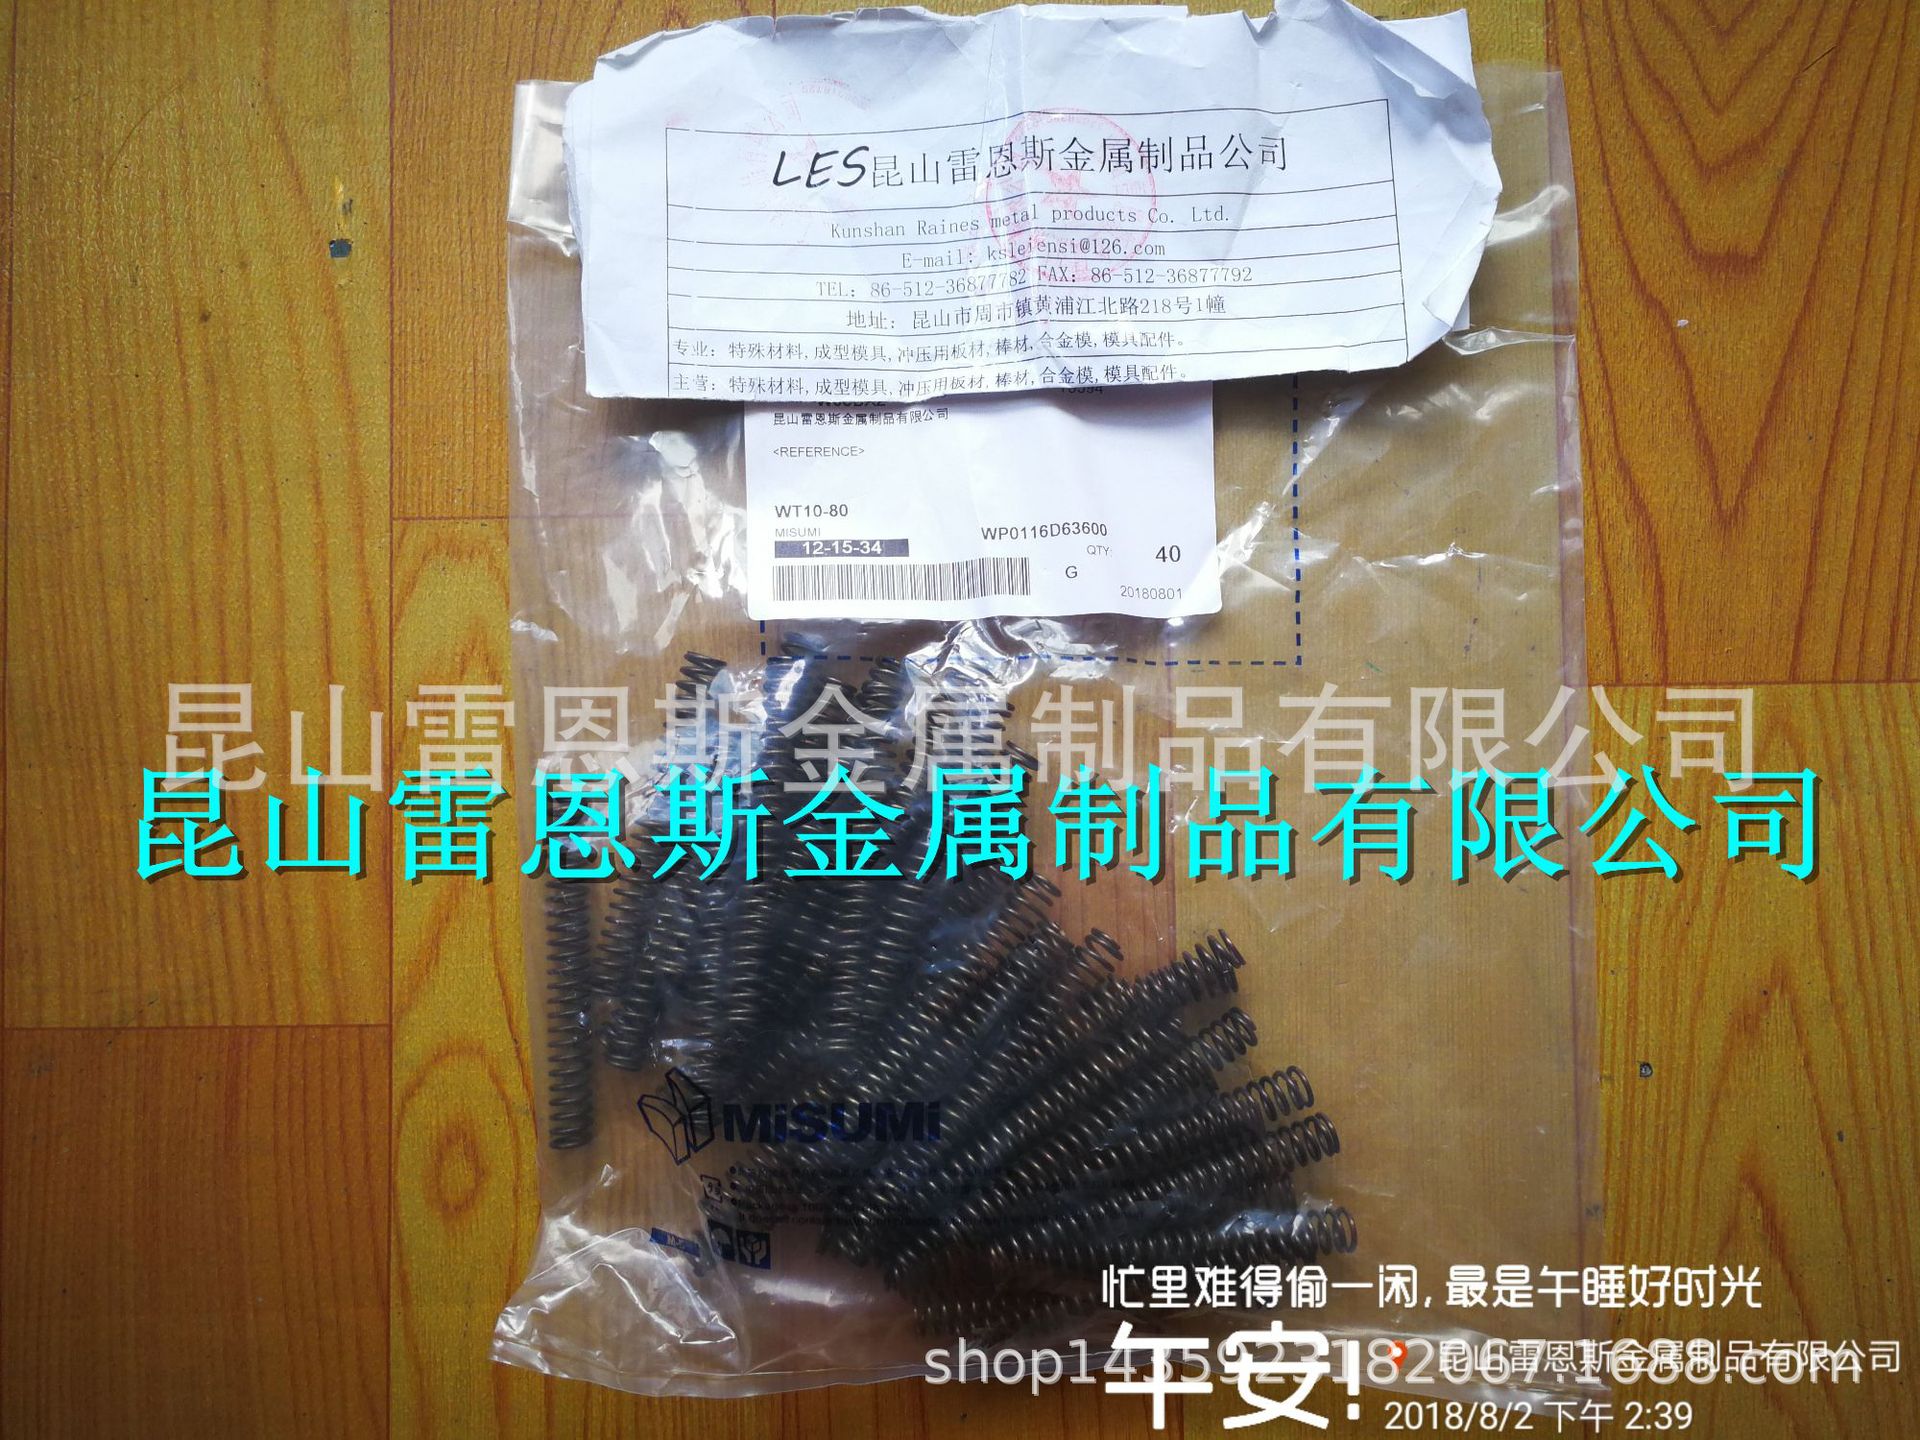 LES昆山雷恩斯金属制品公司
Kunshan Raines metal products Co. Ltd.
E-mail: ksleiensi@126.com
TEL: 86-512-36877782 FAX: 86-512-36877792
地址: 昆山市周市镇黄浦江北路218号1幢
专业: 特殊材料,成型模具,冲压用板材,棒材,合金模,模具配件。
主营: 特殊材料,成型模具,冲压用板材,棒材,合金模,模具配件。
昆山雷恩斯金属制品有限公司
<REFERENCE>
WT10-80
MISUMI
WP0116D63600
12-15-34
QTY:
40
G
20180801
昆山雷恩斯金属制品有限公司
昆山雷恩斯金属制品有限公司
MiSUMi
忙里难得偷一闲,最是午睡好时光
午安!
昆山雷恩斯金属制品有限公司
shop1435923182067.1688.com
2018/8/2 下午 2:39